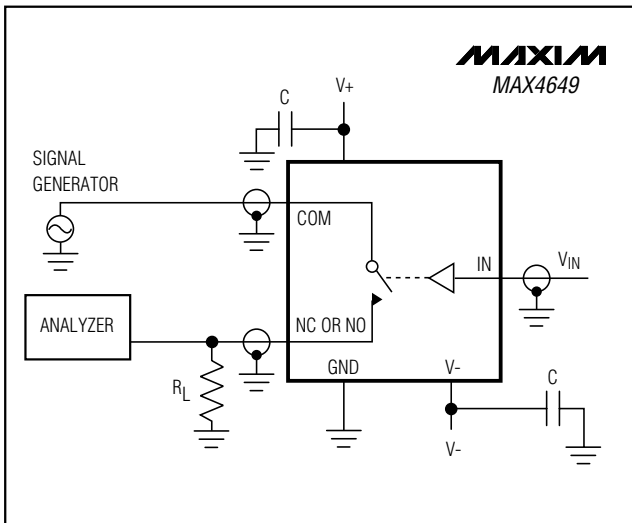 MAXIM
MAX4649
V+
C
SIGNAL
GENERATOR
COM
IN
VIN
ANALYZER
NC OR NO
RL
GND
V-
C
V-